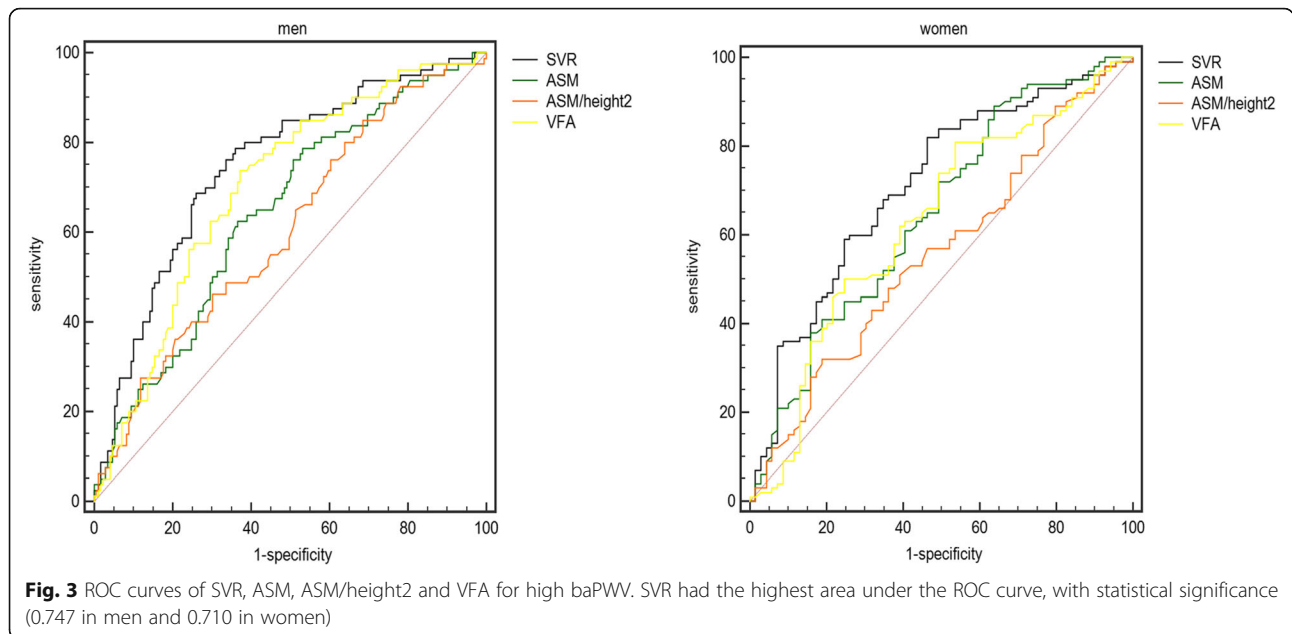 men
100
80
60
40
20
0
sensitivity
0 20 40 60 80 100
1-specificity
SVR
ASM
ASM/height2
VFA
women
100
80
60
40
20
0
sensitivity
0 20 40 60 80 100
1-specificity
SVR
ASM
ASM/height2
VFA
Fig. 3 ROC curves of SVR, ASM, ASM/height2 and VFA for high baPWV. SVR had the highest area under the ROC curve, with statistical significance
(0.747 in men and 0.710 in women)